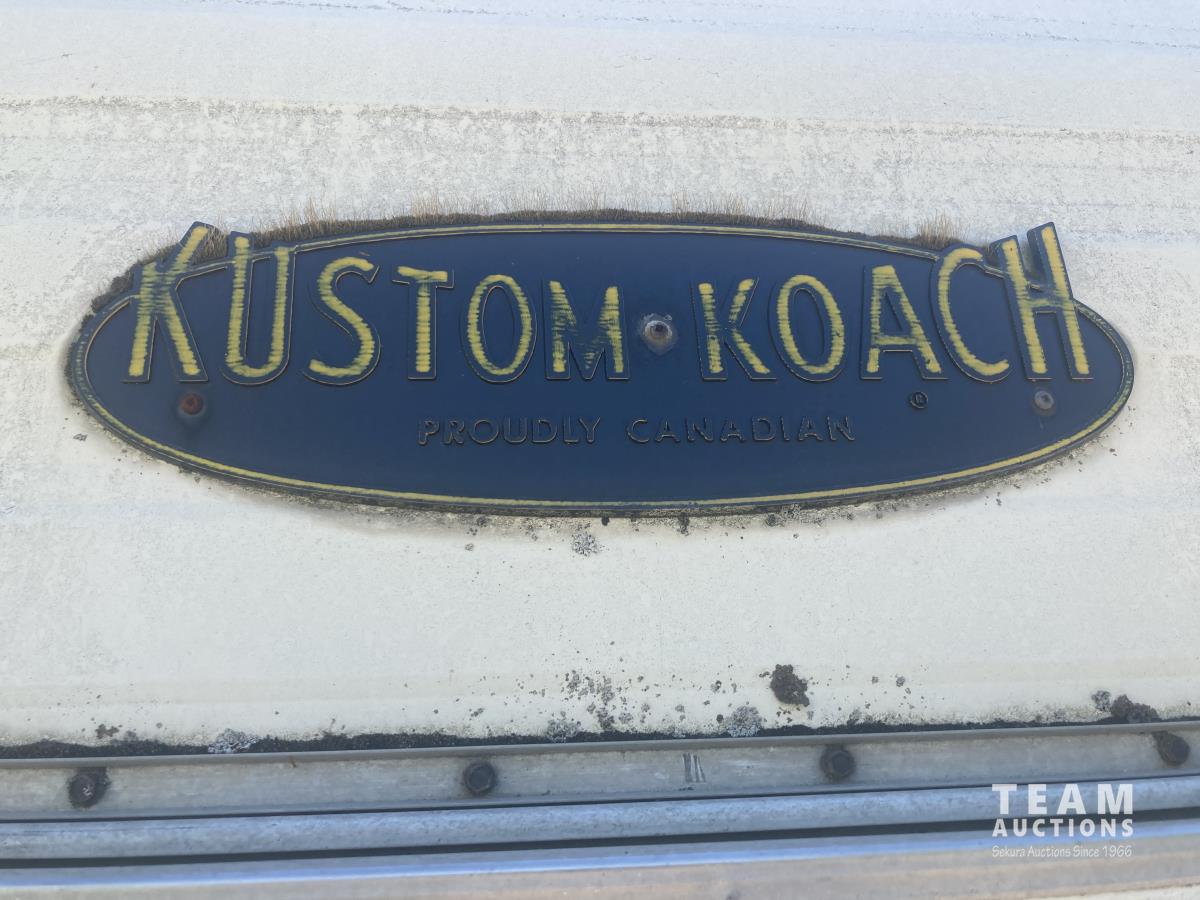 KUSTOM KOACH
®
PROUDLY CANADIAN
TEAM
AUCTIONS
Sekura Auctions Since 1966